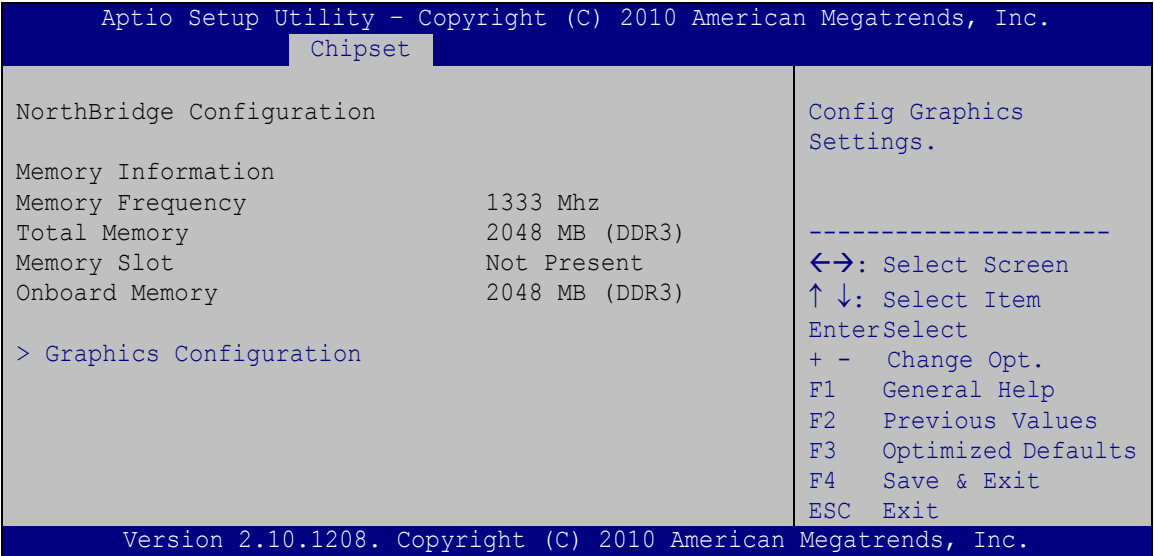 Aptio Setup Utility – Copyright (C) 2010 American Megatrends, Inc.
Chipset
NorthBridge Configuration
Memory Information
Memory Frequency 1333 Mhz
Total Memory 2048 MB (DDR3)
Memory Slot Not Present
Onboard Memory 2048 MB (DDR3)
> Graphics Configuration
Config Graphics
Settings.
---------------------
←→: Select Screen
↑ ↓: Select Item
EnterSelect
+ - Change Opt.
F1 General Help
F2 Previous Values
F3 Optimized Defaults
F4 Save & Exit
ESC Exit
Version 2.10.1208. Copyright (C) 2010 American Megatrends, Inc.